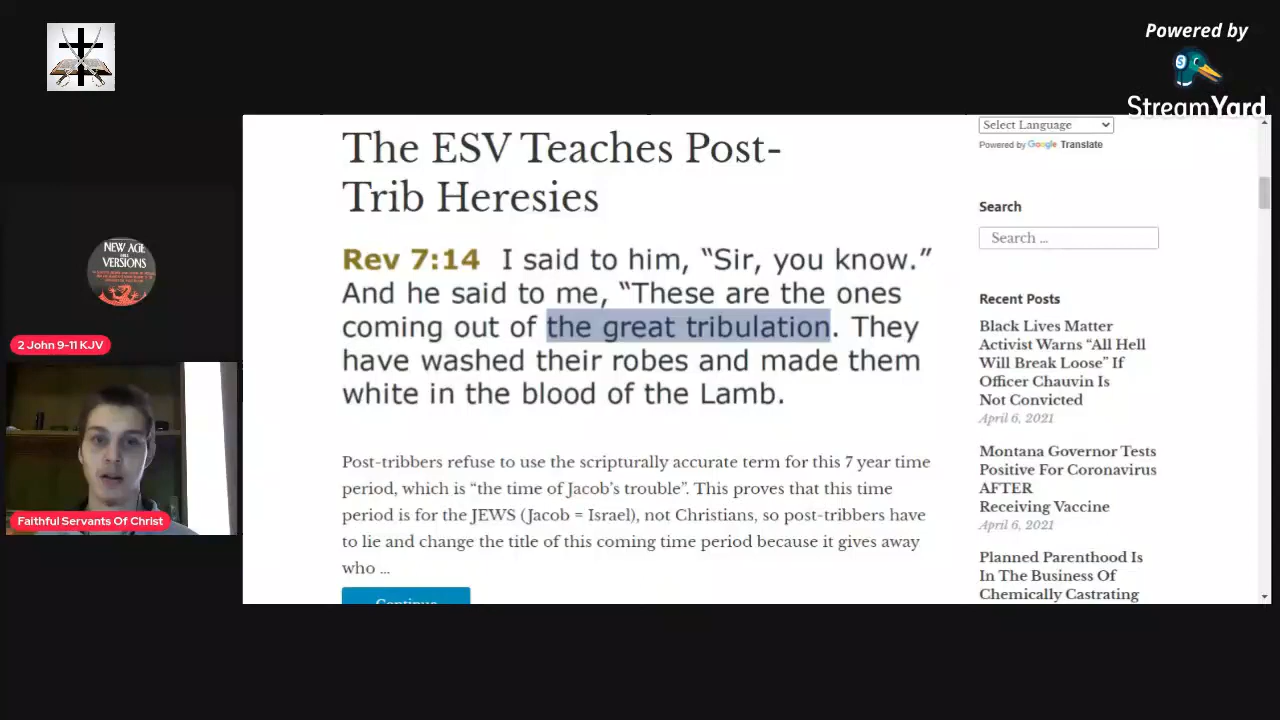 Powered by
StreamYard
The ESV Teaches Post-
Trib Heresies
Rev 7:14 I said to him, “Sir, you know.”
And he said to me, “These are the ones
coming out of the great tribulation. They
have washed their robes and made them
white in the blood of the Lamb.
Post-tribbers refuse to use the scripturally accurate term for this 7 year time
period, which is “the time of Jacob’s trouble”. This proves that this time
period is for the JEWS (Jacob = Israel), not Christians, so post-tribbers have
to lie and change the title of this coming time period because it gives away
who ...
Continue
Select Language
Powered by Google Translate
Search
Search ...
Recent Posts
Black Lives Matter
Activist Warns “All Hell
Will Break Loose” If
Officer Chauvin Is
Not Convicted
April 6, 2021
Montana Governor Tests
Positive For Coronavirus
AFTER
Receiving Vaccine
April 6, 2021
Planned Parenthood Is
In The Business Of
Chemically Castrating
NEW AGE
VERSIONS
2 John 9-11 KJV
Faithful Servants Of Christ